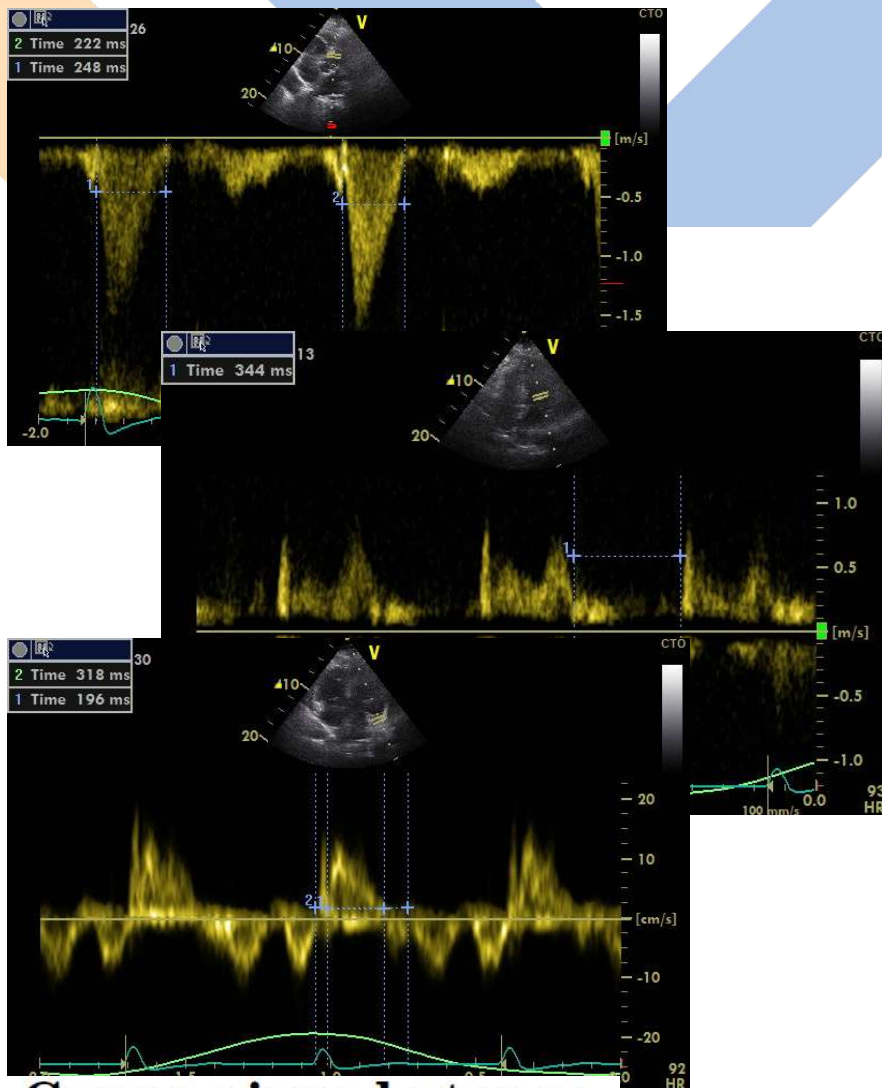 CTO
2 Time 222 ms
1 Time 248 ms
26
V
10
20
[m/s]
1
2
-0.5
-1.0
-1.5
-2.0
CTO
1 Time 344 ms
13
V
10
20
1.0
1
0.5
[m/s]
-0.5
-1.0
0.0
100 mm/s
93
HR
CTO
2 Time 318 ms
1 Time 196 ms
30
V
10
20
20
10
2
[cm/s]
-10
-20
92
HR